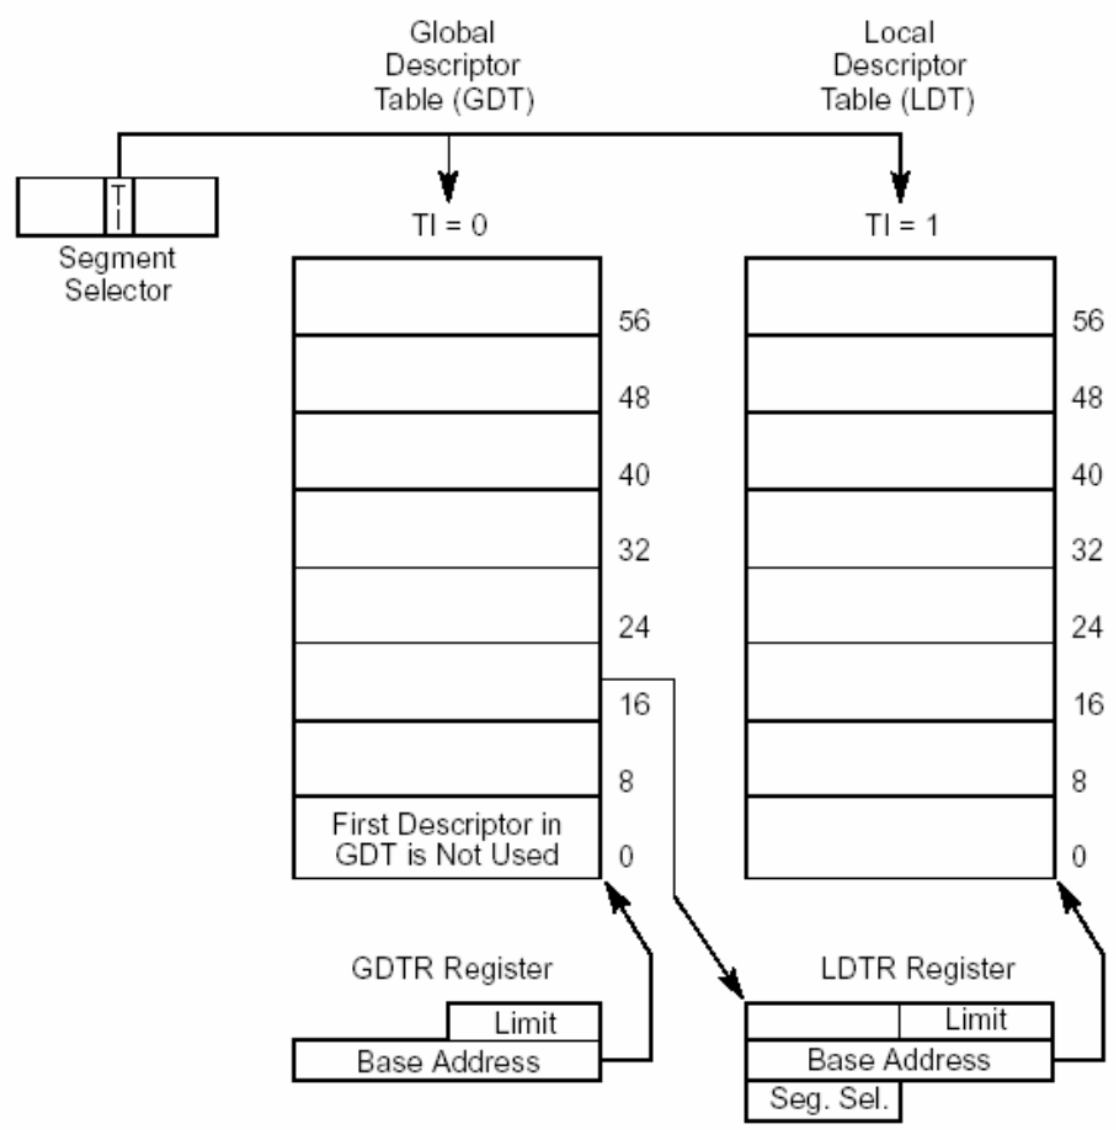 Global
Descriptor
Table (GDT)
Local
Descriptor
Table (LDT)
T
I
Segment
Selector
TI = 0
TI = 1
56
48
40
32
24
16
8
First Descriptor in
GDT is Not Used
0
56
48
40
32
24
16
8
0
GDTR Register
Limit
Base Address
LDTR Register
Limit
Base Address
Seg. Sel.